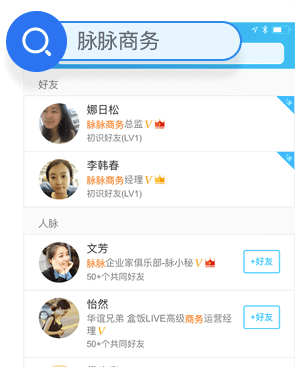 脉脉商务
好友
娜日松
脉脉商务总监 V
初识好友(LV1)
李韩春
脉脉商务经理 V
初识好友(LV1)
人脉
文芳
脉脉企业家俱乐部-脉小秘 V
50+个共同好友
+好友
怡然
华谊兄弟 盒饭LIVE高级商务运营经
理 V
50+个共同好友
+好友